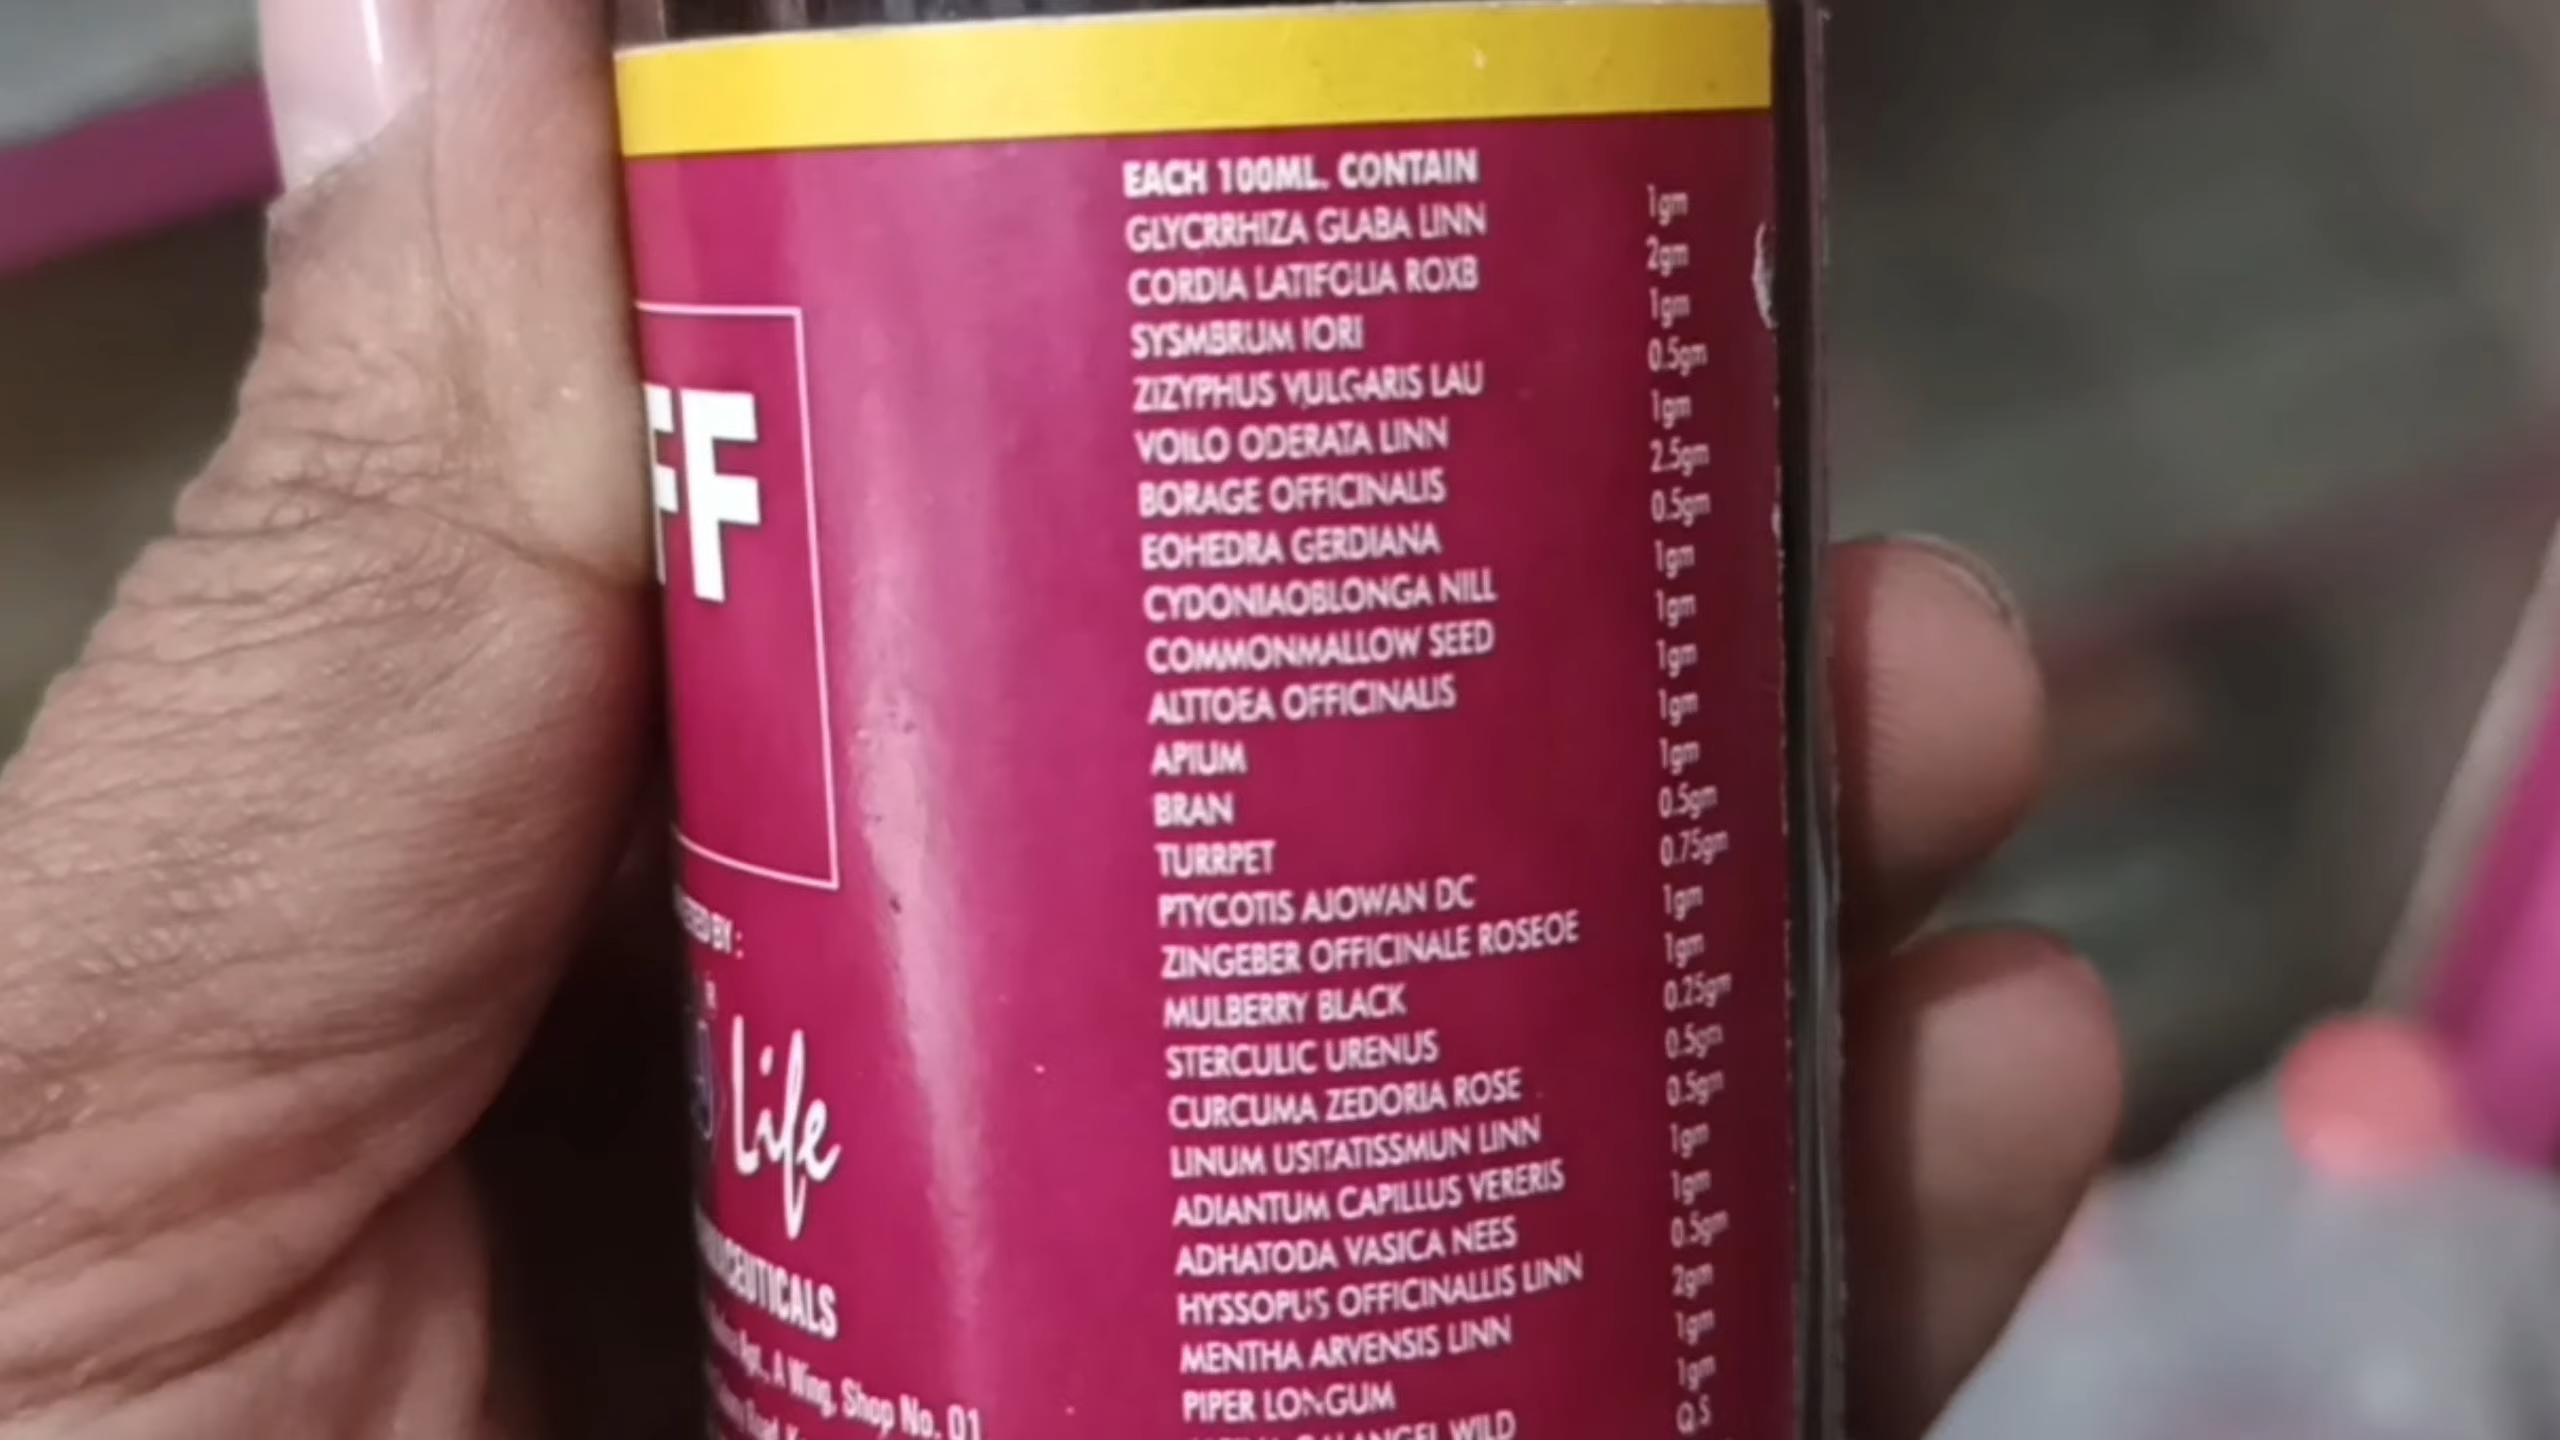 EACH 100ML. CONTAIN
GLYCRRHIZA GLABA LINN 1gm
CORDIA LATIFOLIA ROXB 2gm
SYSMBRUM IORI 1gm
ZIZYPHUS VULGARIS LAU 0.5gm
VOILO ODERATA LINN 1gm
BORAGE OFFICINALIS 2.5gm
EOHEDRA GERDIANA 0.5gm
CYDONIAOBLONGA NILL 1gm
COMMONMALLOW SEED 1gm
ALTTOEA OFFICINALIS 1gm
APIUM 1gm
BRAN 1gm
TURRPET 0.5gm
PTYCOTIS AJOWAN DC 0.75gm
ZINGEBER OFFICINALE ROSEOE 1gm
MULBERRY BLACK 1gm
STERCULIC URENUS 0.25gm
CURCUMA ZEDORIA ROSE 0.5gm
LINUM USITATISSMUN LINN 0.5gm
ADIANTUM CAPILLUS VERERIS 1gm
ADHATODA VASICA NEES 1gm
HYSSOPUS OFFICINALLIS LINN 0.5gm
MENTHA ARVENSIS LINN 2gm
PIPER LONGUM 1gm
WILD 1gm
Q.S
FF
BY :
Life
A Wing, Shop No. 01